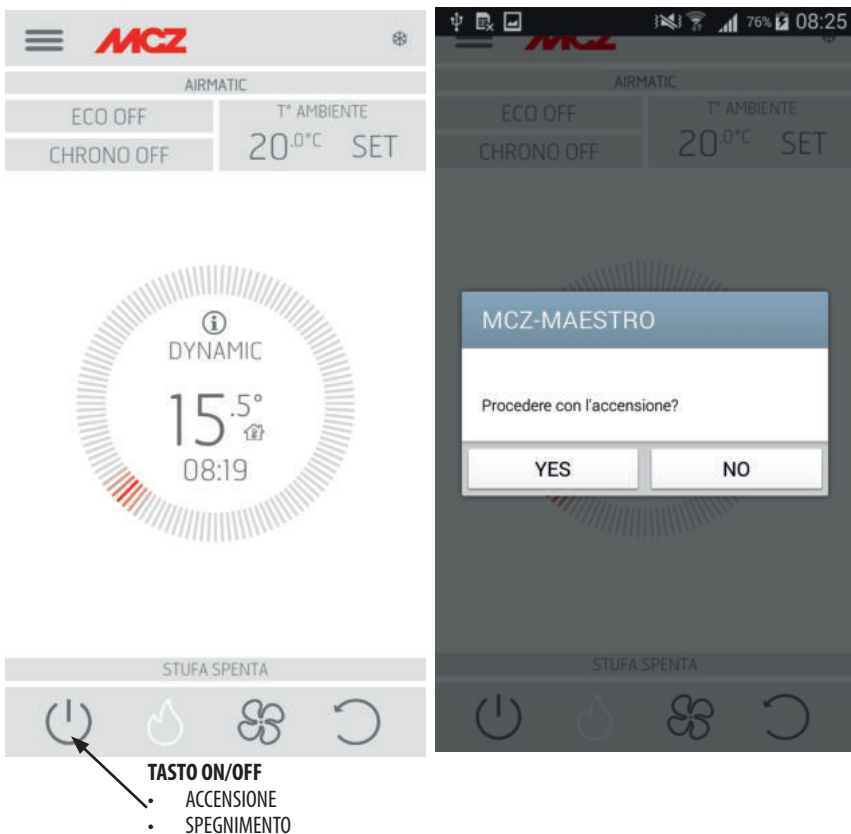 MCZ
AIRMATIC
ECO OFF
T° AMBIENTE
CHRONO OFF
20.0°C SET
DYNAMIC
15.5°
08:19
STUFA SPENTA
TASTO ON/OFF
• ACCENSIONE
• SPEGNIMENTO
76% 08:25
MCZ
AIRMATIC
ECO OFF
T° AMBIENTE
CHRONO OFF
20.0°C SET
MCZ-MAESTRO
Procedere con l'accensione?
YES NO
STUFA SPENTA